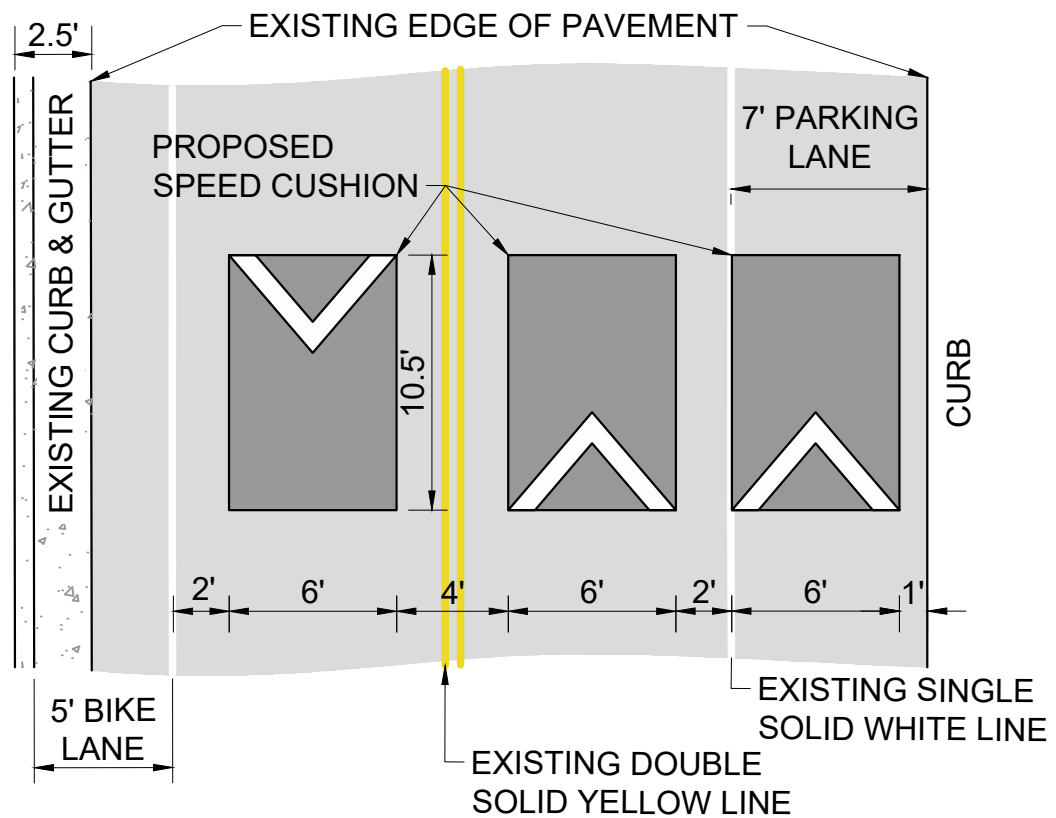 EXISTING EDGE OF PAVEMENT
2.5'
EXISTING CURB & GUTTER
PROPOSED
SPEED CUSHION
7' PARKING
LANE
10.5'
CURB
2'
6'
4'
6'
2'
6'
1'
5' BIKE
LANE
EXISTING SINGLE
SOLID WHITE LINE
EXISTING DOUBLE
SOLID YELLOW LINE